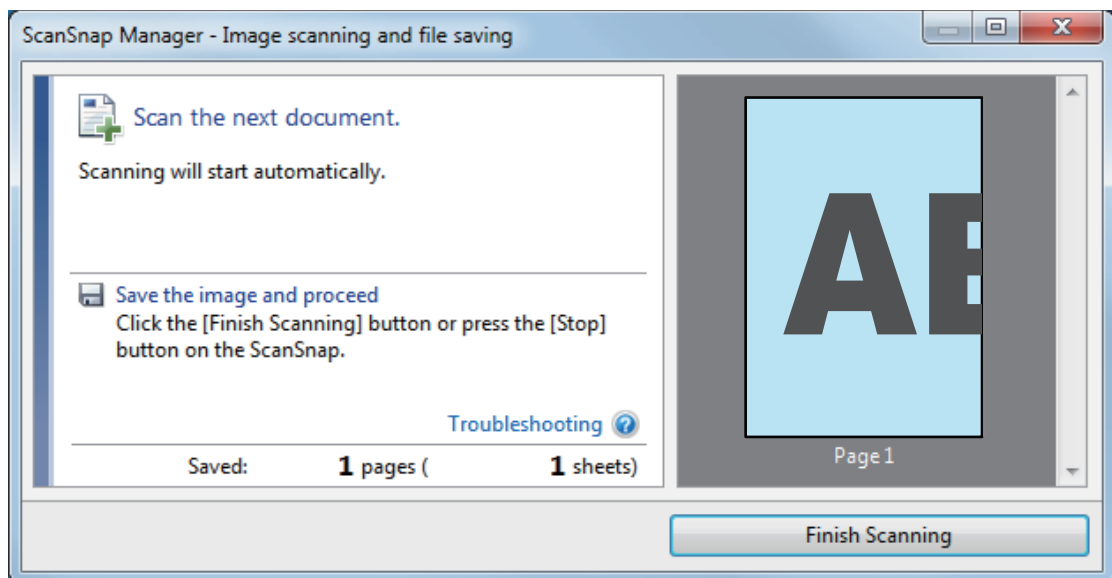 ScanSnap Manager - Image scanning and file saving
Scan the next document.
Scanning will start automatically.
Save the image and proceed
Click the [Finish Scanning] button or press the [Stop]
button on the ScanSnap.
Troubleshooting
Saved: 1 pages ( 1 sheets)
A
Page 1
Finish Scanning